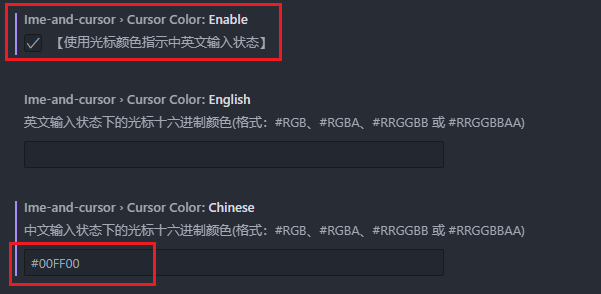 Ime-and-cursor › Cursor Color: Enable
【使用光标颜色指示中英文输入状态】
Ime-and-cursor › Cursor Color: English
英文输入状态下的光标十六进制颜色(格式：#RGB、#RGBA、#RRGGBB 或 #RRGGBBAA)
Ime-and-cursor › Cursor Color: Chinese
中文输入状态下的光标十六进制颜色(格式：#RGB、#RGBA、#RRGGBB 或 #RRGGBBAA)
#00FF00